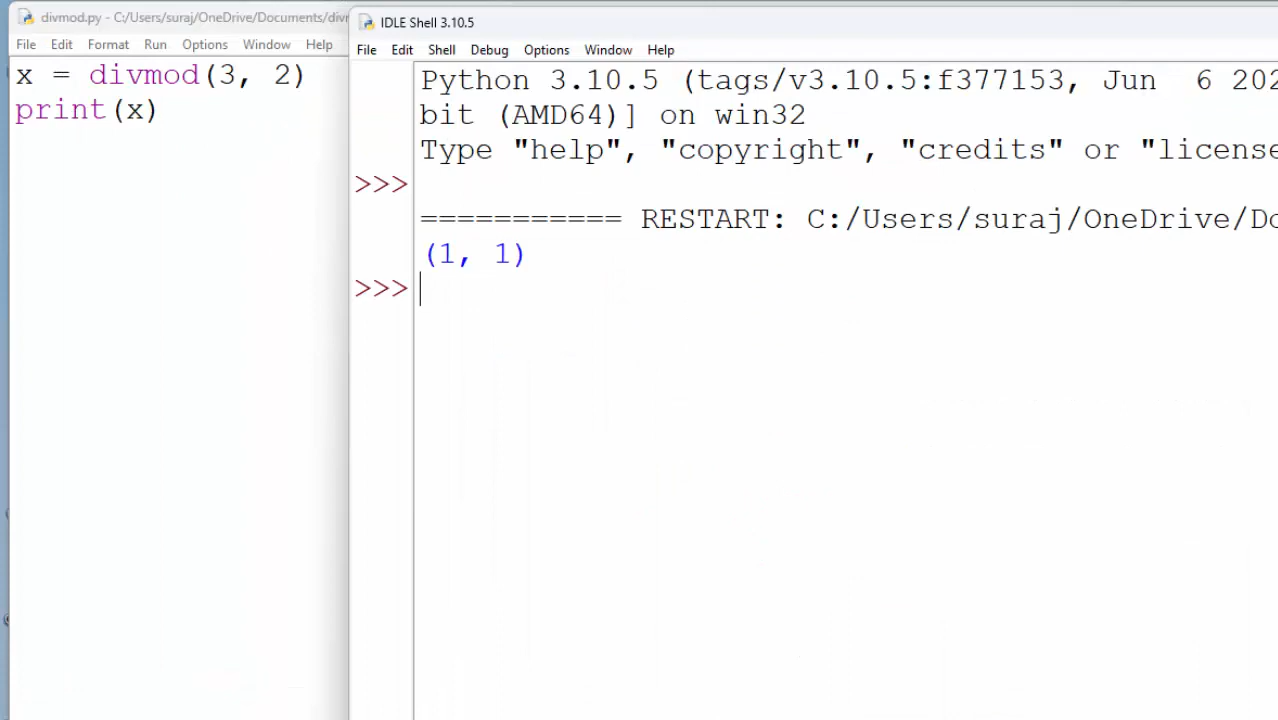 divmod.py - C:/Users/suraj/OneDrive/Documents/divm
File Edit Format Run Options Window Help
x = divmod(3, 2)
print(x)
IDLE Shell 3.10.5
File Edit Shell Debug Options Window Help
Python 3.10.5 (tags/v3.10.5:f377153, Jun  6 202
bit (AMD64)] on win32
Type "help", "copyright", "credits" or "license
>>>
=========== RESTART: C:/Users/suraj/OneDrive/Do
(1, 1)
>>>